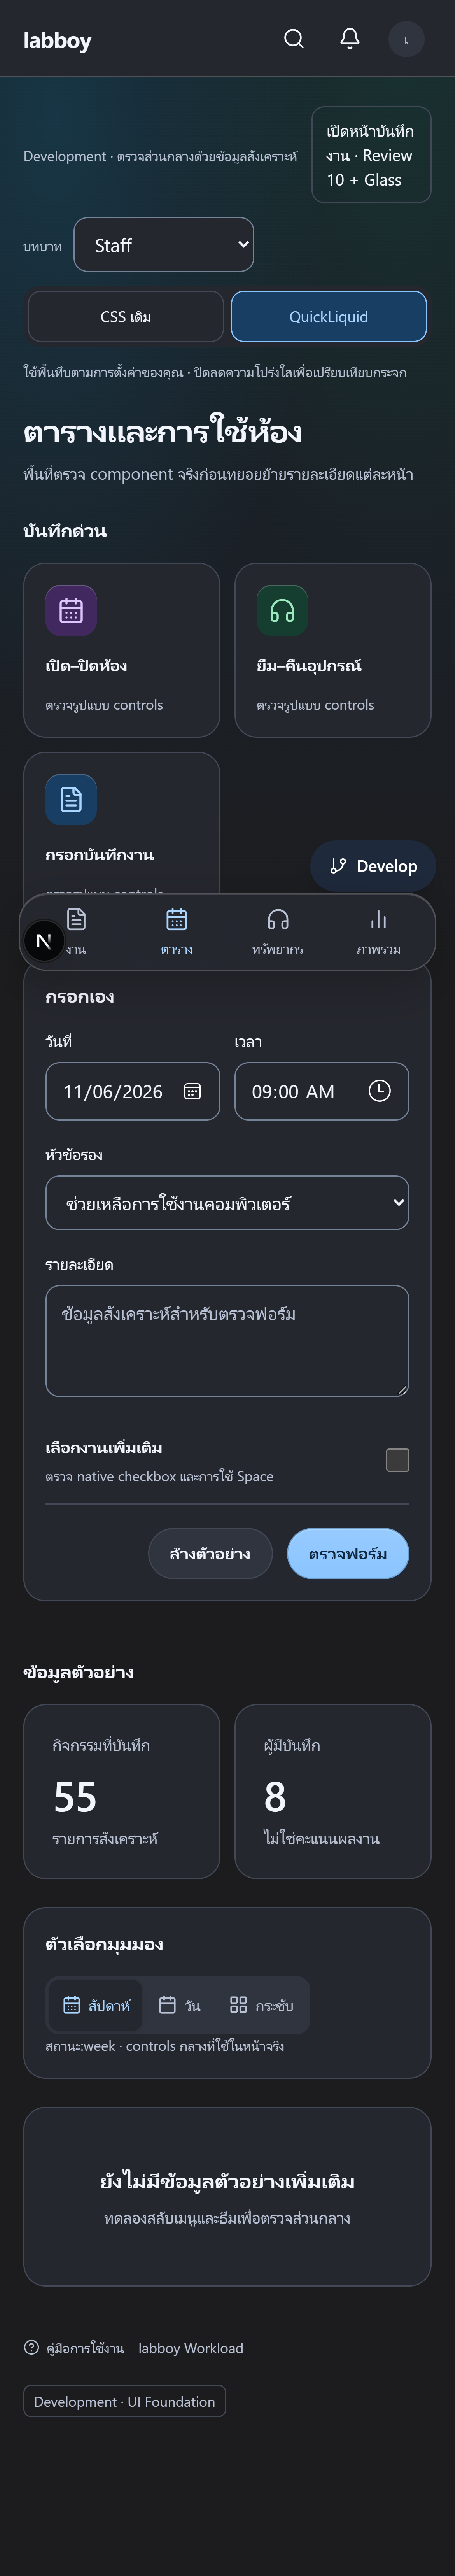 labboy
เ
Development · ตรวจส่วนกลางด้วยข้อมูลสังเคราะห์
เปิดหน้าบันทึก
งาน · Review
10 + Glass
บทบาท
Staff
CSS เดิม
QuickLiquid
ใช้พื้นทึบตามการตั้งค่าของคุณ · ปิดลดความโปร่งใสเพื่อเปรียบเทียบกระจก
ตารางและการใช้ห้อง
พื้นที่ตรวจ component จริงก่อนทยอยย้ายรายละเอียดแต่ละหน้า
บันทึกด่วน
เปิด–ปิดห้อง
ตรวจรูปแบบ controls
ยืม–คืนอุปกรณ์
ตรวจรูปแบบ controls
กรอกบันทึกงาน
ตรวจรูปแบบ controls
Develop
N
งาน
ตาราง
ทรัพยากร
ภาพรวม
กรอกเอง
วันที่
เวลา
11/06/2026
09:00 AM
หัวข้อรอง
ช่วยเหลือการใช้งานคอมพิวเตอร์
รายละเอียด
ข้อมูลสังเคราะห์สำหรับตรวจฟอร์ม
เลือกงานเพิ่มเติม
ตรวจ native checkbox และการใช้ Space
ล้างตัวอย่าง
ตรวจฟอร์ม
ข้อมูลตัวอย่าง
กิจกรรมที่บันทึก
55
รายการสังเคราะห์
ผู้มีบันทึก
8
ไม่ใช่คะแนนผลงาน
ตัวเลือกมุมมอง
สัปดาห์
วัน
กระชับ
สถานะ:week · controls กลางที่ใช้ในหน้าจริง
ยังไม่มีข้อมูลตัวอย่างเพิ่มเติม
ทดลองสลับเมนูและธีมเพื่อตรวจส่วนกลาง
คู่มือการใช้งาน
labboy Workload
Development · UI Foundation